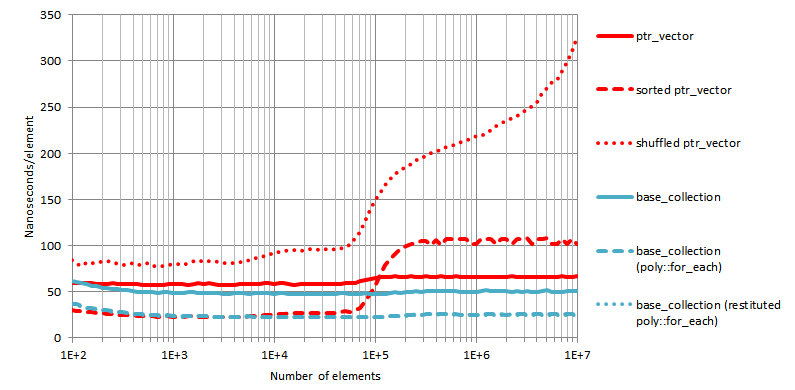 350
300
250
200
150
100
50
0
Nanoseconds/element
1E+2 1E+3 1E+4 1E+5 1E+6 1E+7
Number of elements
ptr_vector
sorted ptr_vector
shuffled ptr_vector
base_collection
base_collection
(poly::for_each)
base_collection (restituted
poly::for_each)